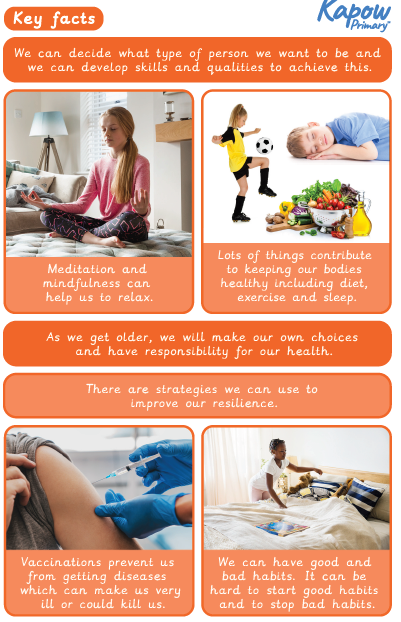 Key facts
Kapow
Primary™
We can decide what type of person we want to be and
we can develop skills and qualities to achieve this.
Meditation and
mindfulness can
help us to relax.
Lots of things contribute
to keeping our bodies
healthy including diet,
exercise and sleep.
As we get older, we will make our own choices
and have responsibility for our health.
There are strategies we can use to
improve our resilience.
Vaccinations prevent us
from getting diseases
which can make us very
ill or could kill us.
We can have good and
bad habits. It can be
hard to start good habits
and to stop bad habits.